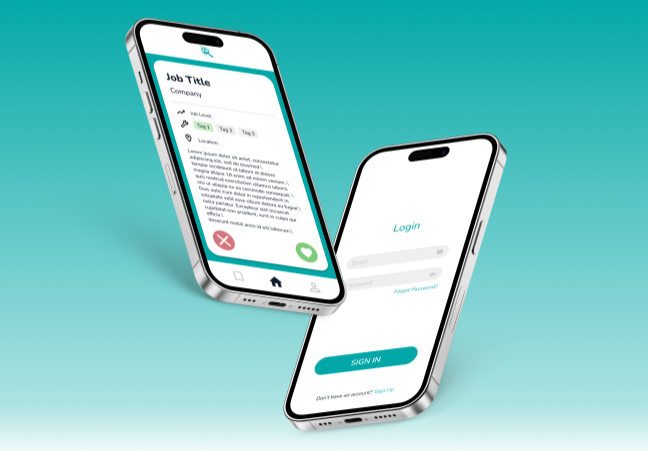 Job Title
Company
Job Level
Tag 1 Tag 2 Tag 3
Location
Lorem ipsum dolor sit amet, consectetur
adipiscing elit, sed do eiusmod \
tempor incididunt ut labore et dolore
magna aliqua. Ut enim ad minim veniam, \
quis nostrud exercitation ullamco laboris
nisi ut aliquip ex ea commodo consequat. \
Duis aute irure dolor in reprehenderit in
voluptate velit esse cillum dolore eu fugiat \
nulla pariatur. Excepteur sint occaecat
cupidatat non proident, sunt in culpa qui
officia \
deserunt mollit anim id est laborum.\
Login
Email
Password
Forgot Password?
SIGN IN
Don't have an account? Sign Up